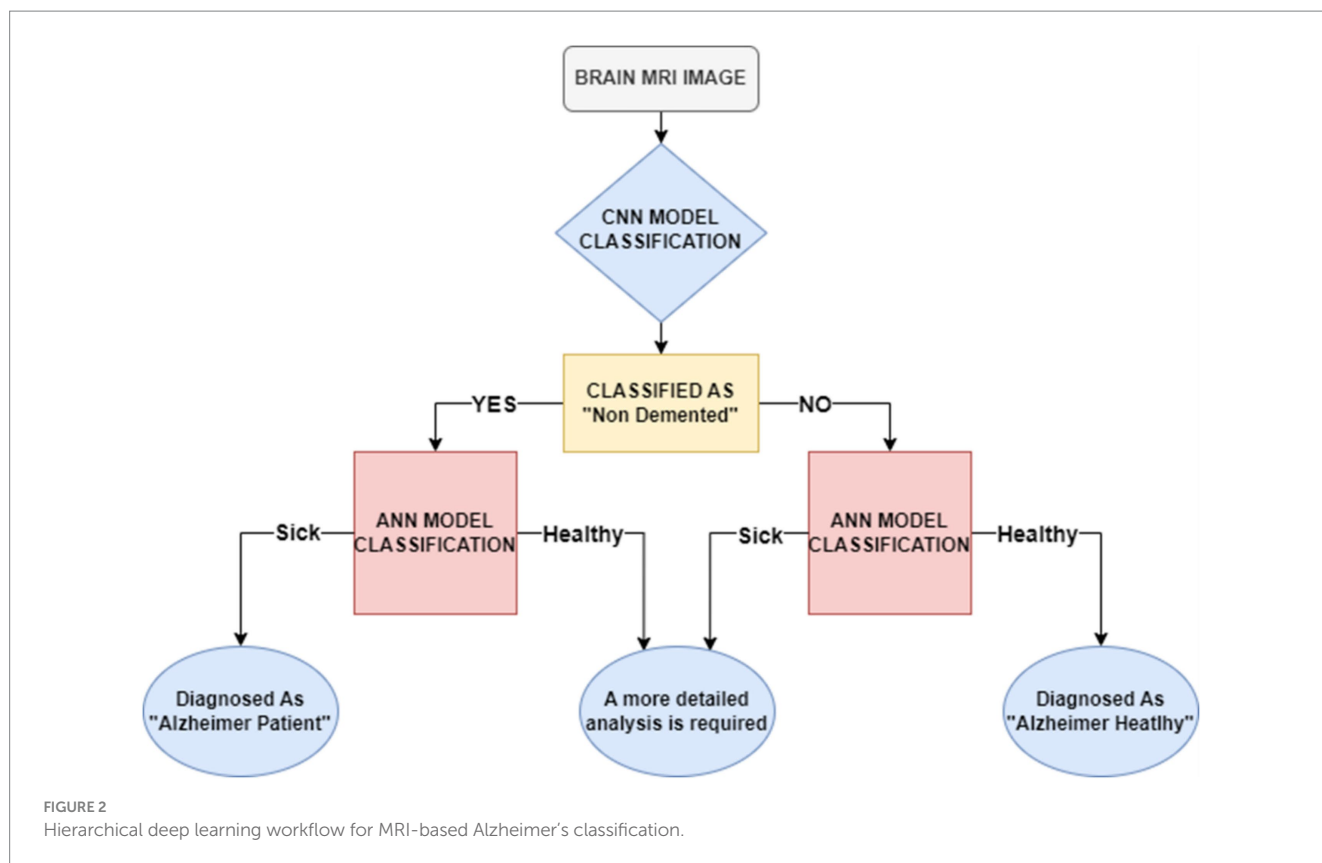 BRAIN MRI IMAGE
CNN MODEL
CLASSIFICATION
CLASSIFIED AS
"Non Demented"
YES
NO
ANN MODEL
CLASSIFICATION
Sick
Healthy
ANN MODEL
CLASSIFICATION
Sick
Healthy
Diagnosed As
"Alzheimer Patient"
A more detailed
analysis is required
Diagnosed As
"Alzheimer Heatlhy"
FIGURE 2
Hierarchical deep learning workflow for MRI-based Alzheimer’s classification.